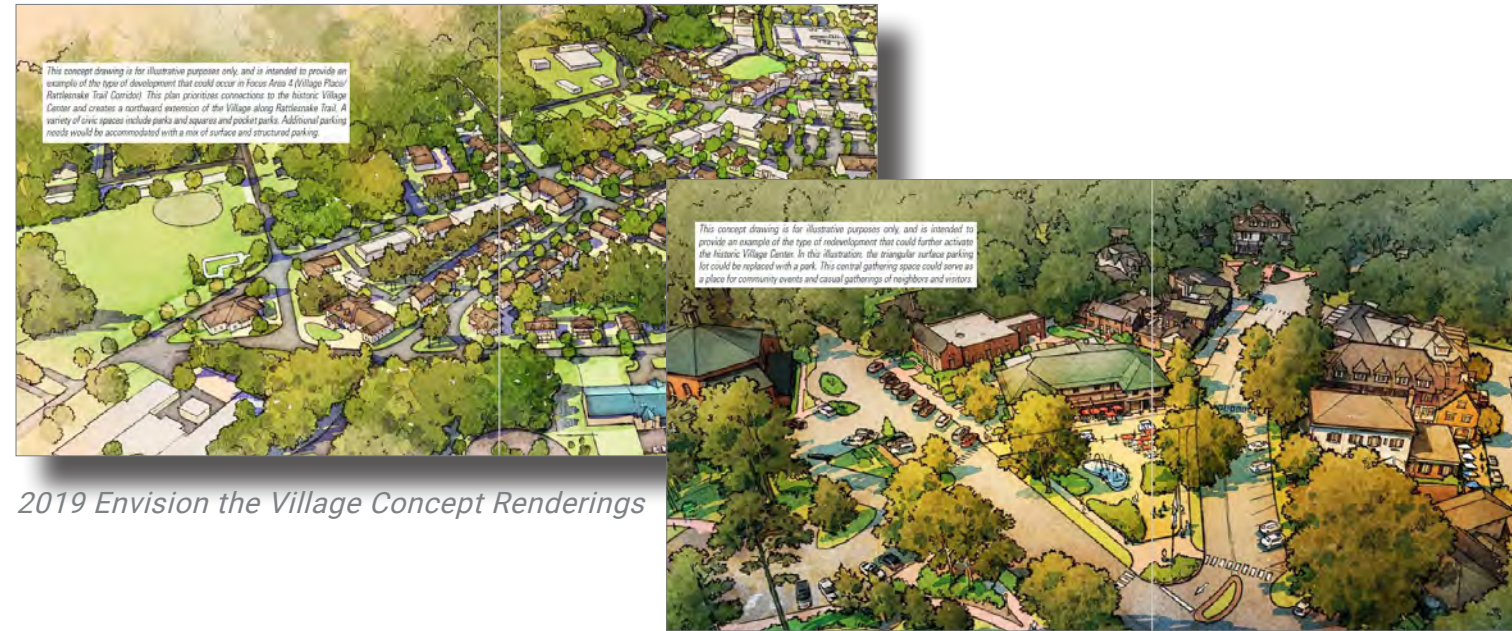 This concept drawing is for illustrative purposes only, and is intended to provide an
example of the type of development that could occur in Focus Area 4 (Village Place/
Rattlesnake Trail Corridor). This plan prioritizes connections to the historic Village
Center and creates a northward extension of the Village along Rattlesnake Trail. A
variety of civic spaces include parks and squares and pocket parks. Additional parking
needs would be accommodated with a mix of surface and structured parking.
This concept drawing is for illustrative purposes only, and is intended to
provide an example of the type of redevelopment that could further activate
the historic Village Center. In this illustration, the triangular surface parking
lot could be replaced with a park. This central gathering space could serve as
a place for community events and casual gatherings of neighbors and visitors.
2019 Envision the Village Concept Renderings